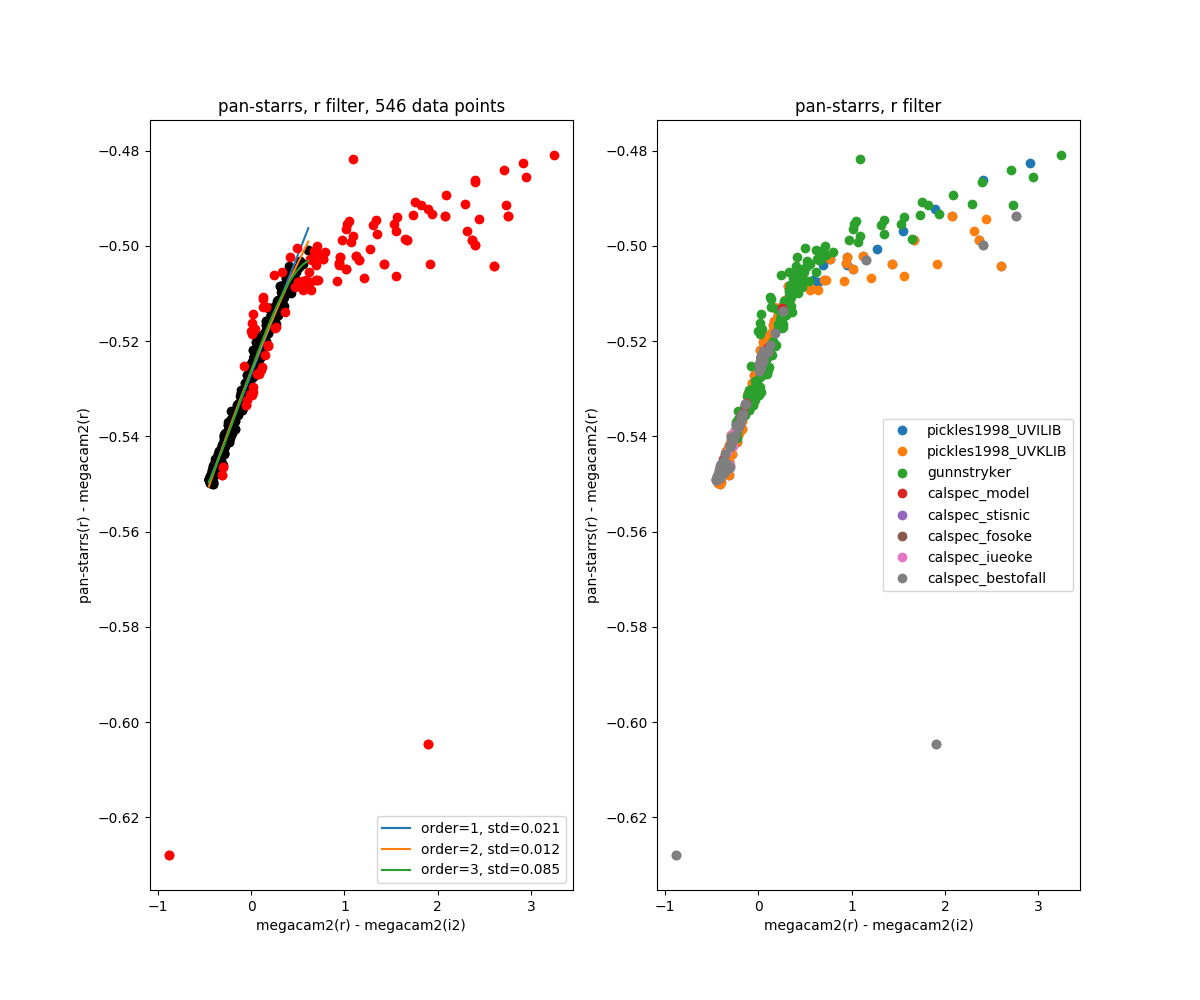 pan-starrs, r filter, 546 data points
−0.48
−0.50
−0.52
−0.54
−0.56
−0.58
−0.60
−0.62
pan-starrs(r) - megacam2(r)
order=1, std=0.021
order=2, std=0.012
order=3, std=0.085
−1
0
1
2
3
megacam2(r) - megacam2(i2)
pan-starrs, r filter
−0.48
−0.50
−0.52
−0.54
−0.56
−0.58
−0.60
−0.62
pan-starrs(r) - megacam2(r)
pickles1998_UVILIB
pickles1998_UVKLIB
gunnstryker
calspec_model
calspec_stisnic
calspec_fosoke
calspec_iueoke
calspec_bestofall
−1
0
1
2
3
megacam2(r) - megacam2(i2)